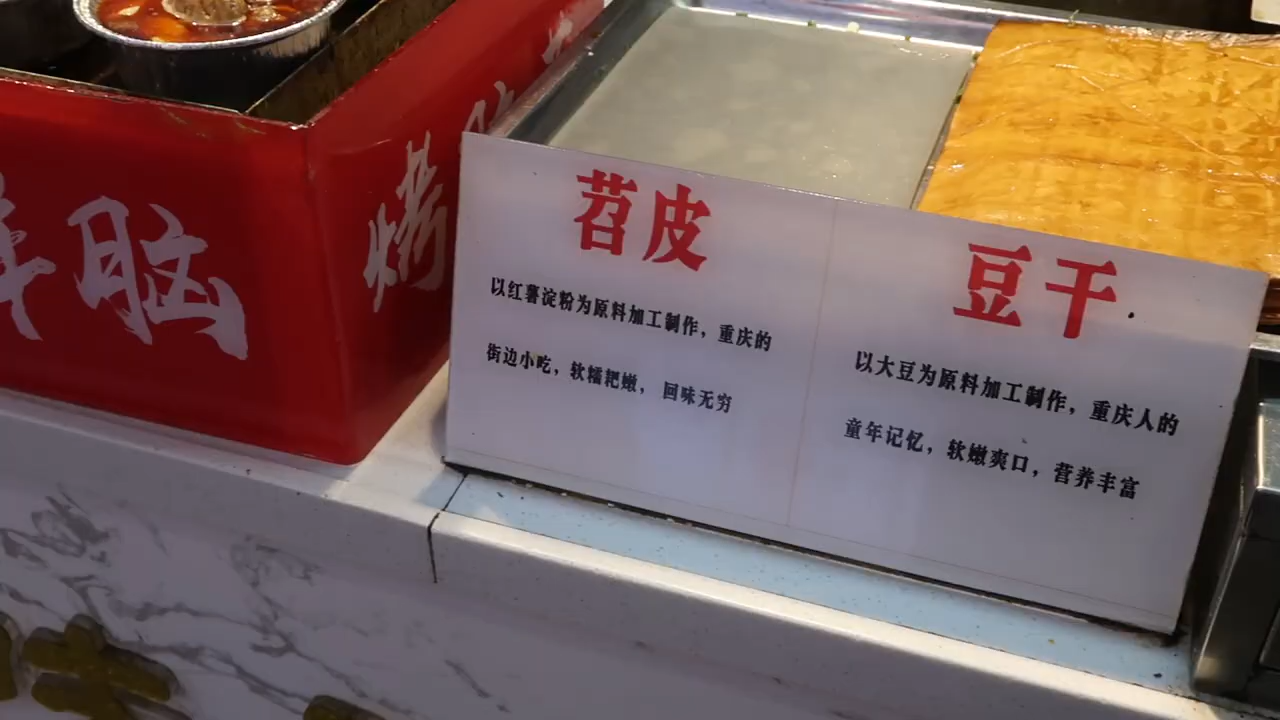 脑
烤
苕皮
以红薯淀粉为原料加工制作，重庆的
街边小吃，软糯耙嫩， 回味无穷
豆干
以大豆为原料加工制作，重庆人的
童年记忆，软嫩爽口，营养丰富